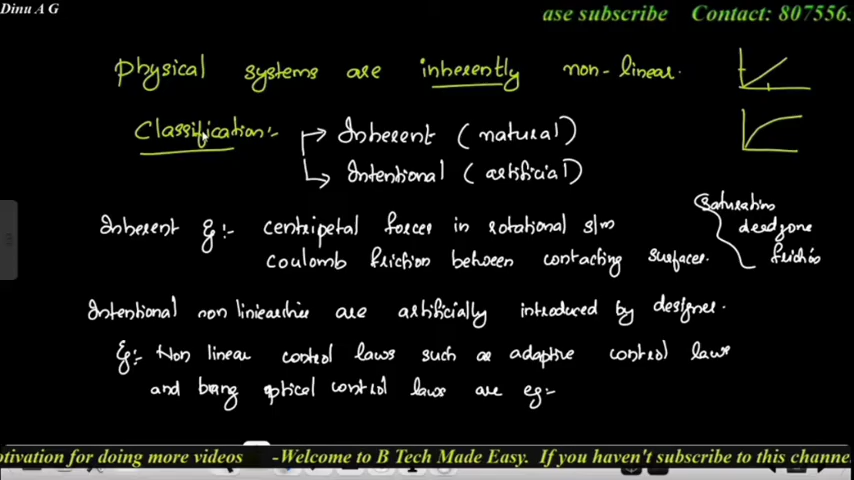 Dinu A G
ase subscribe Contact: 807556.
Physical systems are inherently non-linear.
Classification:-
Inherent (natural)
Intentional (artificial)
Inherent Eg:- centripetal forces in rotational s/m
coulomb friction between contacting surfaces.
saturation
deadzone
friction
Intentional non linearities are artificially introduced by designer.
Eg:- Non linear control laws such as adaptive control laws
and bang optical control laws are eg:-
otivation for doing more videos -Welcome to B Tech Made Easy. If you haven't subscribe to this channe